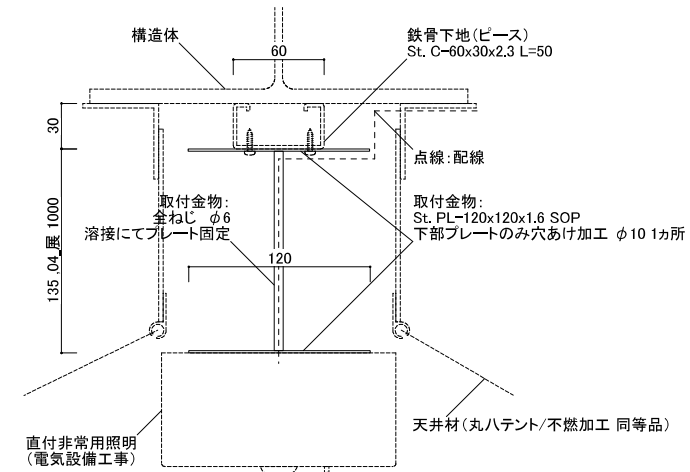 構造体
60
鉄骨下地(ピース)
St. C-60x30x2.3 L=50
30
点線:配線
取付金物:
全ねじ φ6
溶接にてプレート固定
取付金物:
St. PL-120x120x1.6 SOP
下部プレートのみ穴あけ加工 φ10 1ヵ所
120
135 ,04_展 1000
直付非常用照明
(電気設備工事)
天井材(丸八テント/不燃加工 同等品)